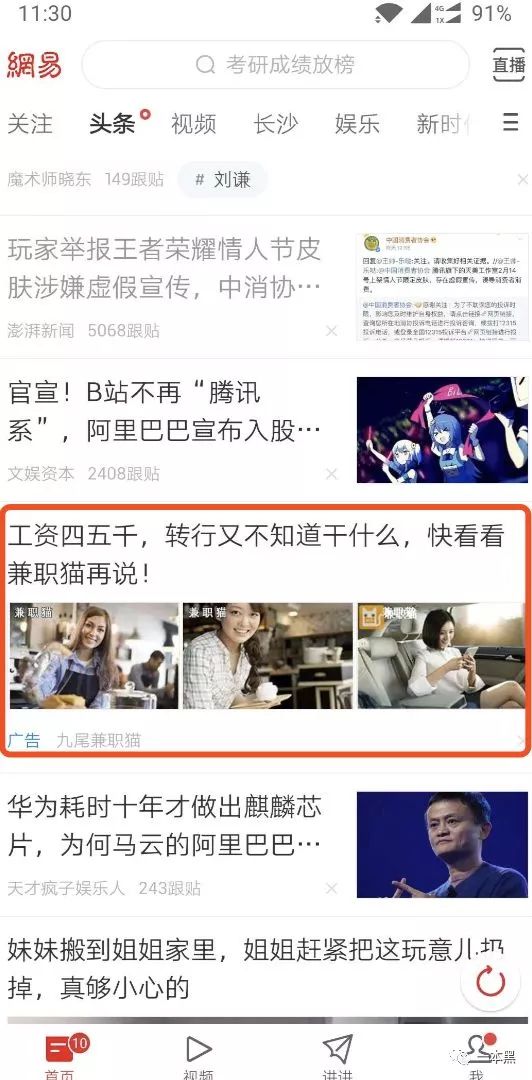 11:30
4G
1X
91%
網易
考研成绩放榜
直播
关注 头条 视频 长沙 娱乐 新时
魔术师晓东 149跟贴 # 刘谦
玩家举报王者荣耀情人节皮
肤涉嫌虚假宣传，中消协…
澎湃新闻 5068跟贴
中国消费者协会
官宣！B站不再“腾讯
系”，阿里巴巴宣布入股…
文娱资本 2408跟贴
工资四五千，转行又不知道干什么，快看看
兼职猫再说！
兼职猫
兼职猫
兼职猫
广告 九尾兼职猫
华为耗时十年才做出麒麟芯
片，为何马云的阿里巴巴…
天才疯子娱乐人 243跟贴
妹妹搬到姐姐家里，姐姐赶紧把这玩意儿扔
掉，真够小心的
10
首页 视频 讲讲 我
一本黑